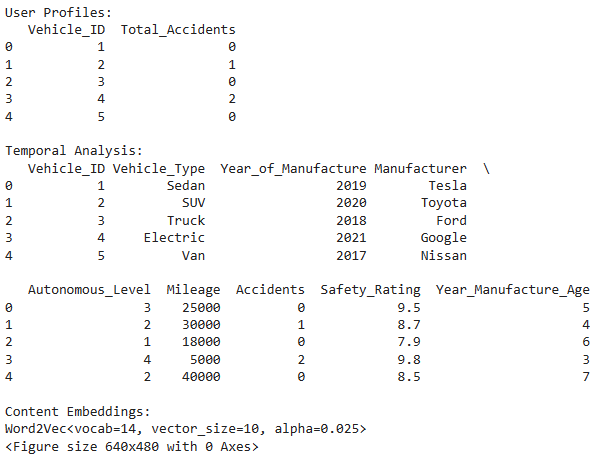 User Profiles:
   Vehicle_ID  Total_Accidents
0           1                0
1           2                1
2           3                0
3           4                2
4           5                0

Temporal Analysis:
   Vehicle_ID Vehicle_Type  Year_of_Manufacture Manufacturer  \
0           1        Sedan                 2019        Tesla
1           2          SUV                 2020       Toyota
2           3        Truck                 2018         Ford
3           4     Electric                 2021       Google
4           5          Van                 2017       Nissan

   Autonomous_Level  Mileage  Accidents  Safety_Rating  Year_Manufacture_Age
0                 3    25000          0            9.5                     5
1                 2    30000          1            8.7                     4
2                 1    18000          0            7.9                     6
3                 4     5000          2            9.8                     3
4                 2    40000          0            8.5                     7

Content Embeddings:
Word2Vec<vocab=14, vector_size=10, alpha=0.025>
<Figure size 640x480 with 0 Axes>